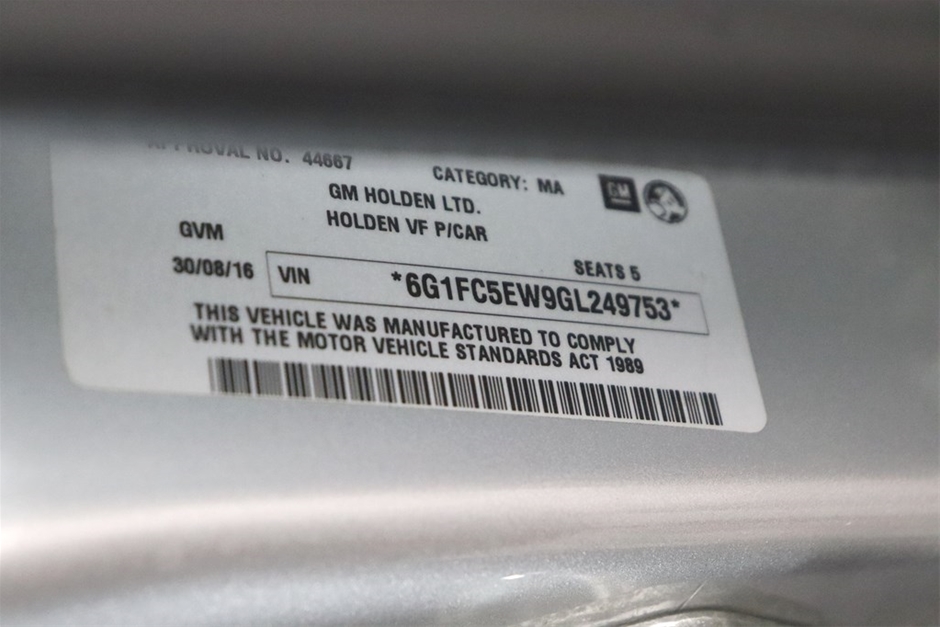 APPROVAL NO. 44667
CATEGORY: MA
GM
GM HOLDEN LTD.
HOLDEN VF P/CAR
GVM
SEATS 5
30/08/16
VIN *6G1FC5EW9GL249753*
THIS VEHICLE WAS MANUFACTURED TO COMPLY
WITH THE MOTOR VEHICLE STANDARDS ACT 1989